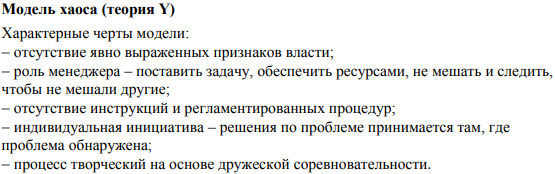 Модель хаоса (теория Y)
Характерные черты модели:
– отсутствие явно выраженных признаков власти;
– роль менеджера – поставить задачу, обеспечить ресурсами, не мешать и следить,
чтобы не мешали другие;
– отсутствие инструкций и регламентированных процедур;
– индивидуальная инициатива – решения по проблеме принимается там, где
проблема обнаружена;
– процесс творческий на основе дружеской соревновательности.